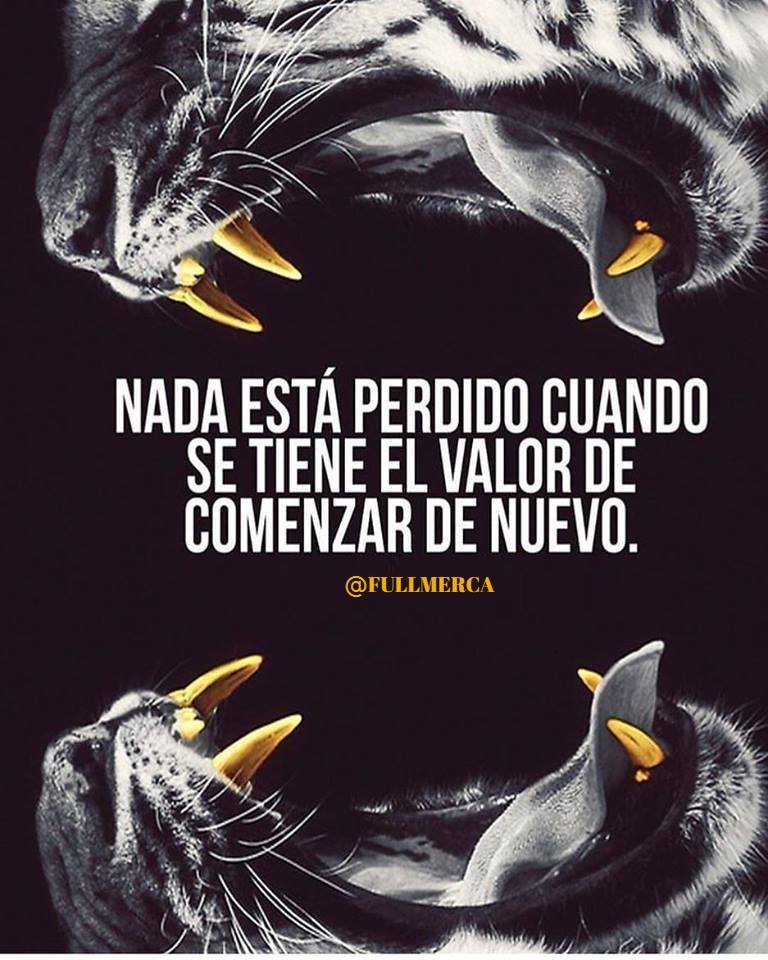 NADA ESTÁ PERDIDO CUANDO
SE TIENE EL VALOR DE
COMENZAR DE NUEVO.
@FULLMERCA